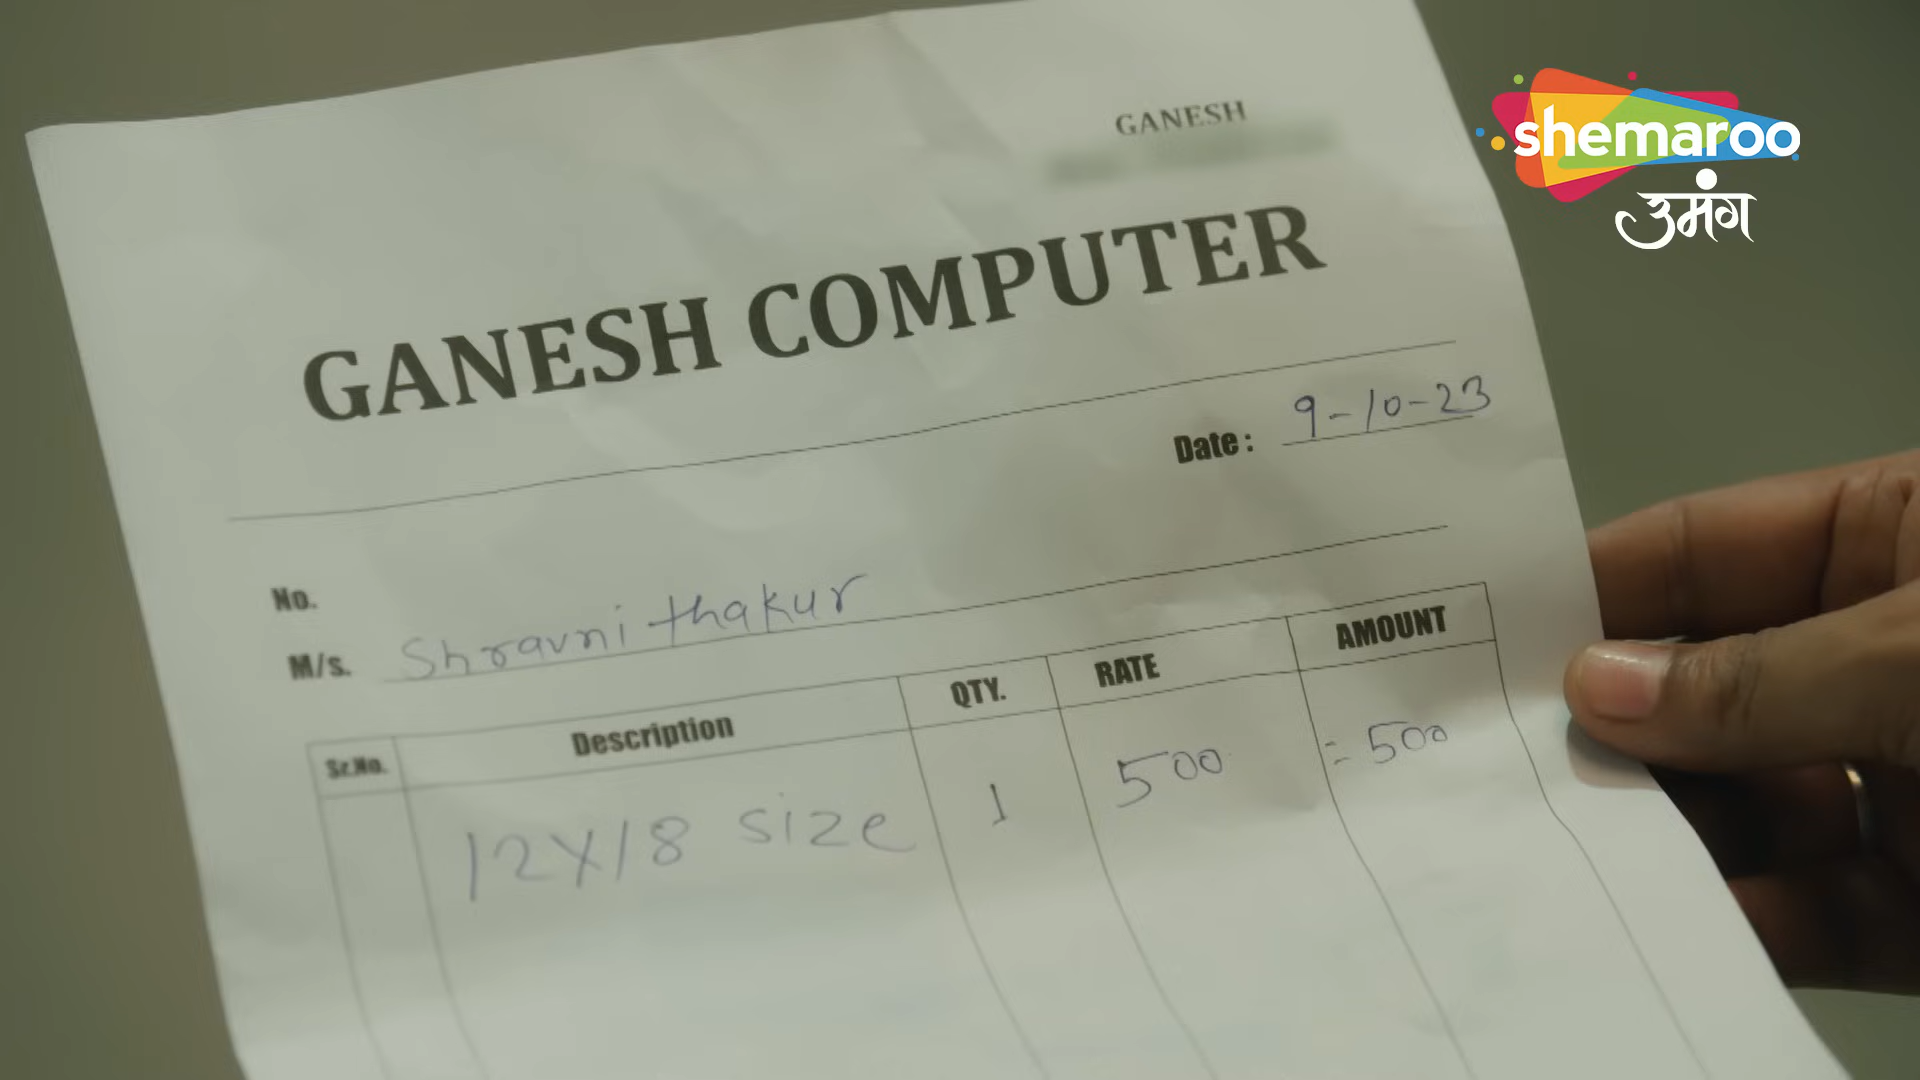 GANESH
shemaroo
उमंग
GANESH COMPUTER
Date : 9-10-23
No.
M/s. Shravni thakur
Sr.No. Description QTY. RATE AMOUNT
12X18 size 1 500 = 500